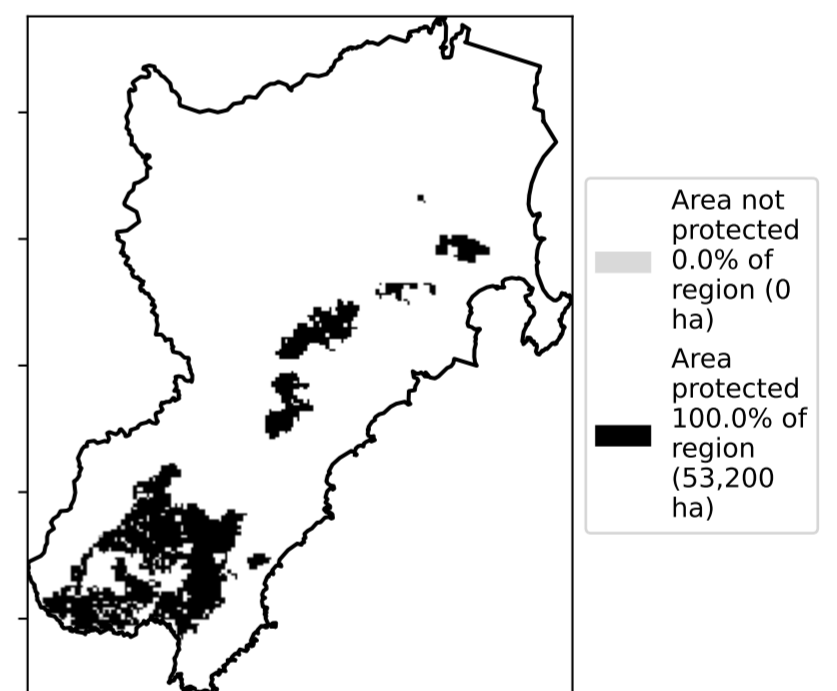 Area not
protected
0.0% of
region (0
ha)
Area
protected
100.0% of
region
(53,200
ha)